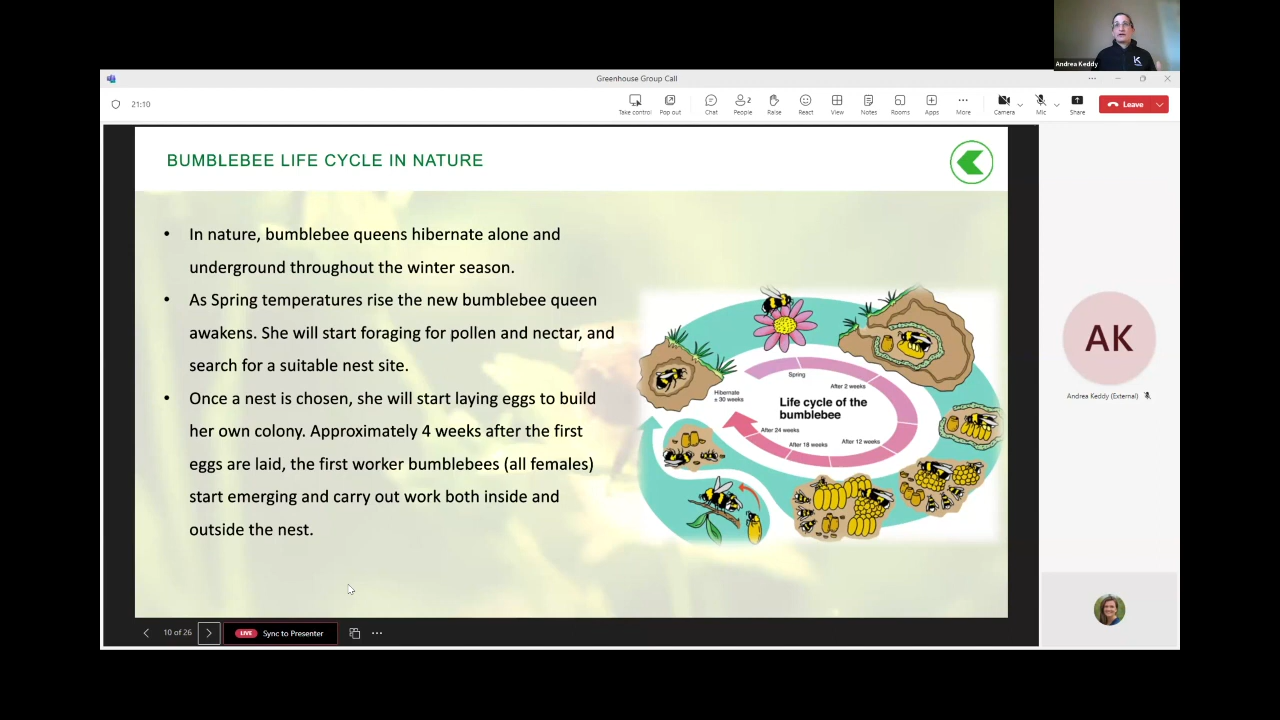 Andrea Keddy
Greenhouse Group Call
21:10
Take control
Pop out
Chat
People
2
Raise
React
View
Notes
Rooms
Apps
More
Camera
Mic
Share
Leave
BUMBLEBEE LIFE CYCLE IN NATURE
• In nature, bumblebee queens hibernate alone and
underground throughout the winter season.
• As Spring temperatures rise the new bumblebee queen
awakens. She will start foraging for pollen and nectar, and
search for a suitable nest site.
• Once a nest is chosen, she will start laying eggs to build
her own colony. Approximately 4 weeks after the first
eggs are laid, the first worker bumblebees (all females)
start emerging and carry out work both inside and
outside the nest.
Spring
After 2 weeks
Hibernate
± 30 weeks
Life cycle of the
bumblebee
After 24 weeks
After 18 weeks
After 12 weeks
AK
Andrea Keddy (External)
10 of 26
LIVE
Sync to Presenter